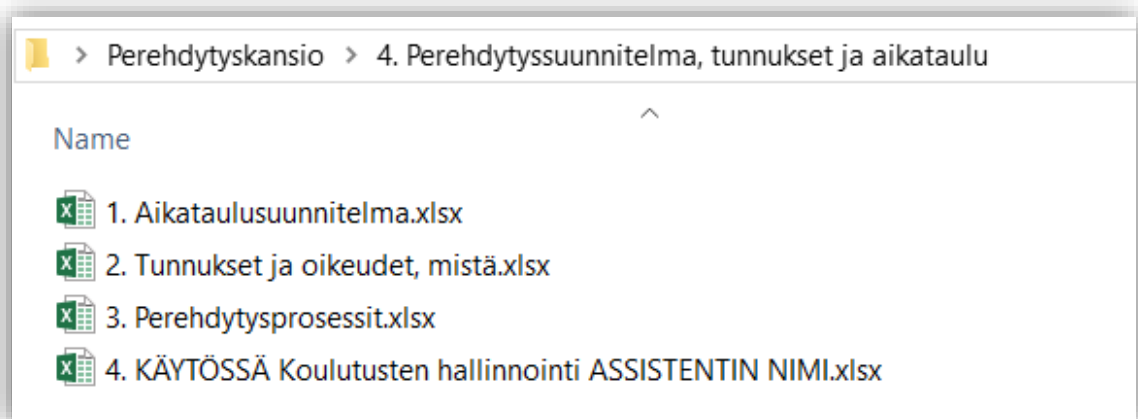 > Perehdytyskansio > 4. Perehdytyssuunnitelma, tunnukset ja aikataulu
Name
1. Aikataulusuunnitelma.xlsx
2. Tunnukset ja oikeudet, mistä.xlsx
3. Perehdytysprosessit.xlsx
4. KÄYTÖSSÄ Koulutusten hallinnointi ASSISTENTIN NIMI.xlsx